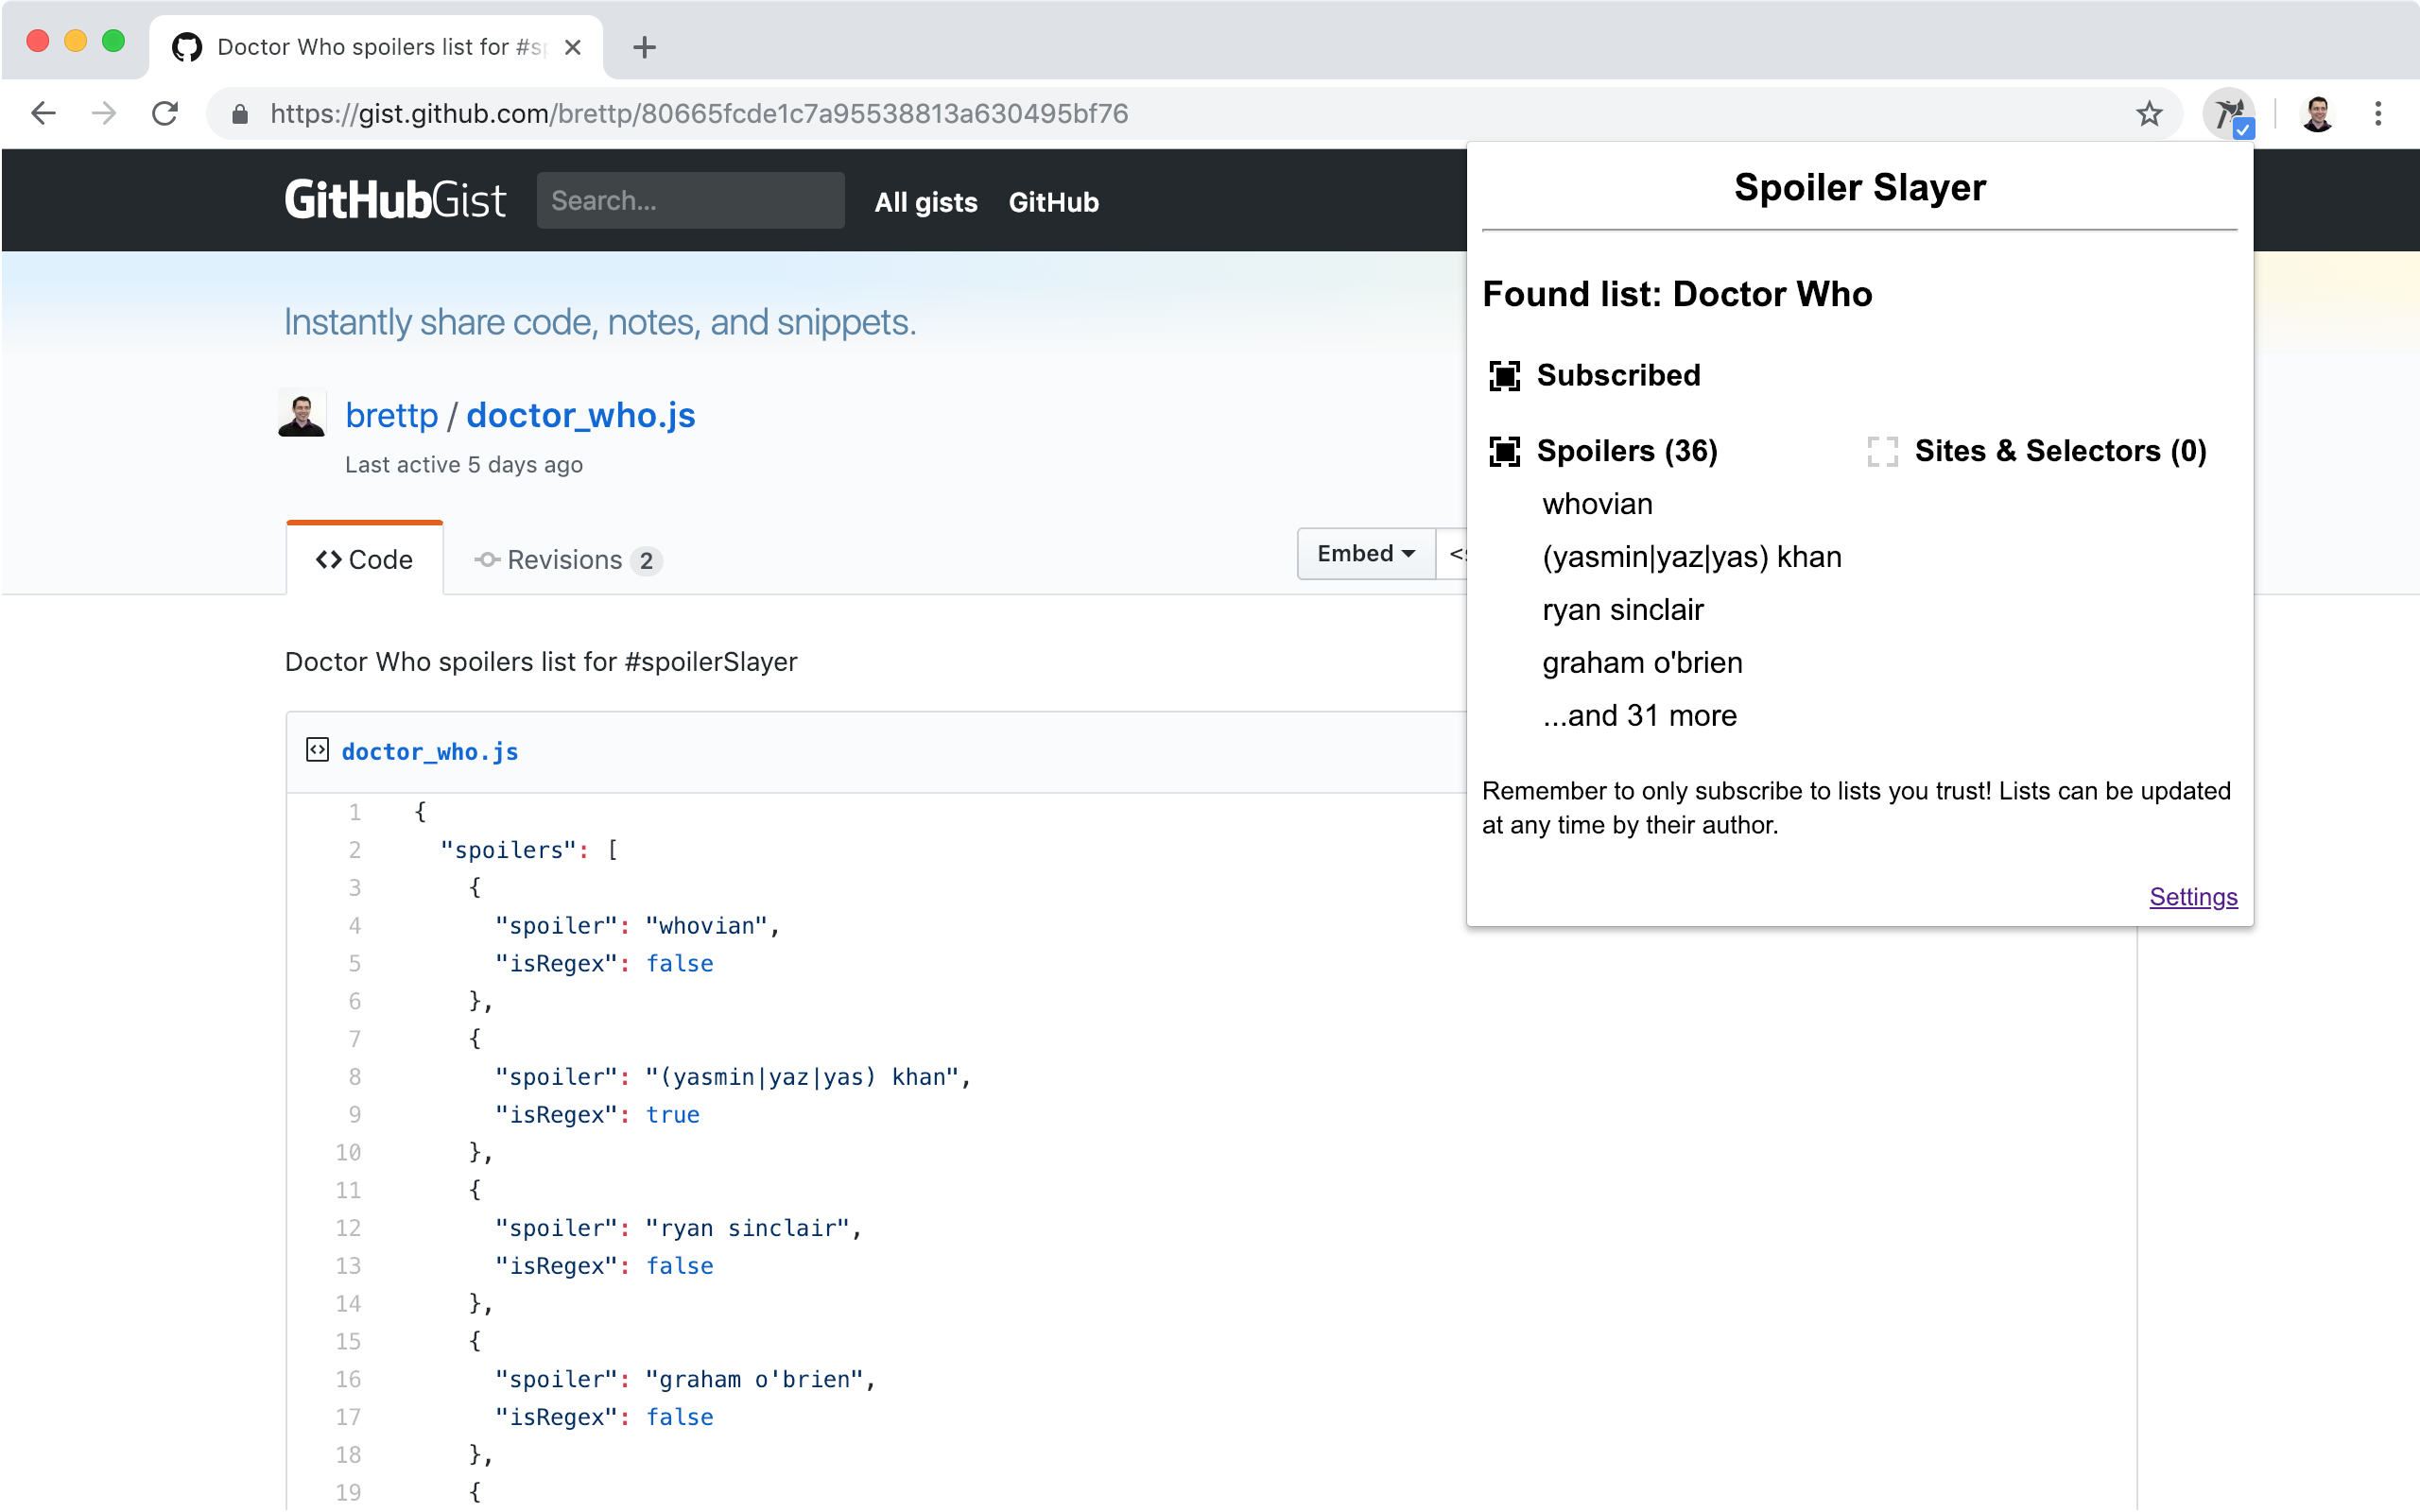 Doctor Who spoilers list for #s
https://gist.github.com/brettp/80665fcde1c7a95538813a630495bf76
GitHubGist Search... All gists GitHub
Instantly share code, notes, and snippets.
brettp / doctor_who.js
Last active 5 days ago
<> Code Revisions 2 Embed
Doctor Who spoilers list for #spoilerSlayer
doctor_who.js
1 {
2 "spoilers": [
3 {
4 "spoiler": "whovian",
5 "isRegex": false
6 },
7 {
8 "spoiler": "(yasmin|yaz|yas) khan",
9 "isRegex": true
10 },
11 {
12 "spoiler": "ryan sinclair",
13 "isRegex": false
14 },
15 {
16 "spoiler": "graham o'brien",
17 "isRegex": false
18 },
19 {
Spoiler Slayer
Found list: Doctor Who
Subscribed
Spoilers (36) Sites & Selectors (0)
whovian
(yasmin|yaz|yas) khan
ryan sinclair
graham o'brien
...and 31 more
Remember to only subscribe to lists you trust! Lists can be updated
at any time by their author.
Settings